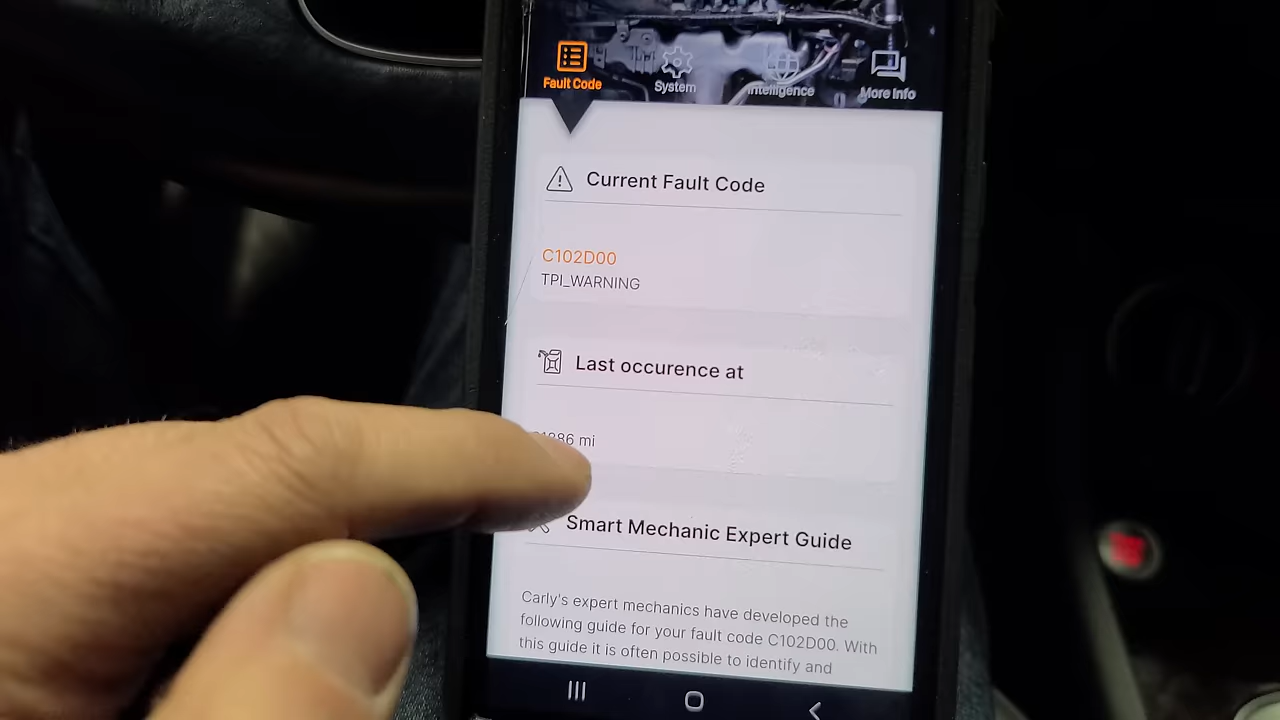 Fault Code
System
Intelligence
More Info
Current Fault Code
C102D00
TPI_WARNING
Last occurence at
mi
Smart Mechanic Expert Guide
Carly's expert mechanics have developed the
following guide for your fault code C102D00. With
this guide it is often possible to identify and